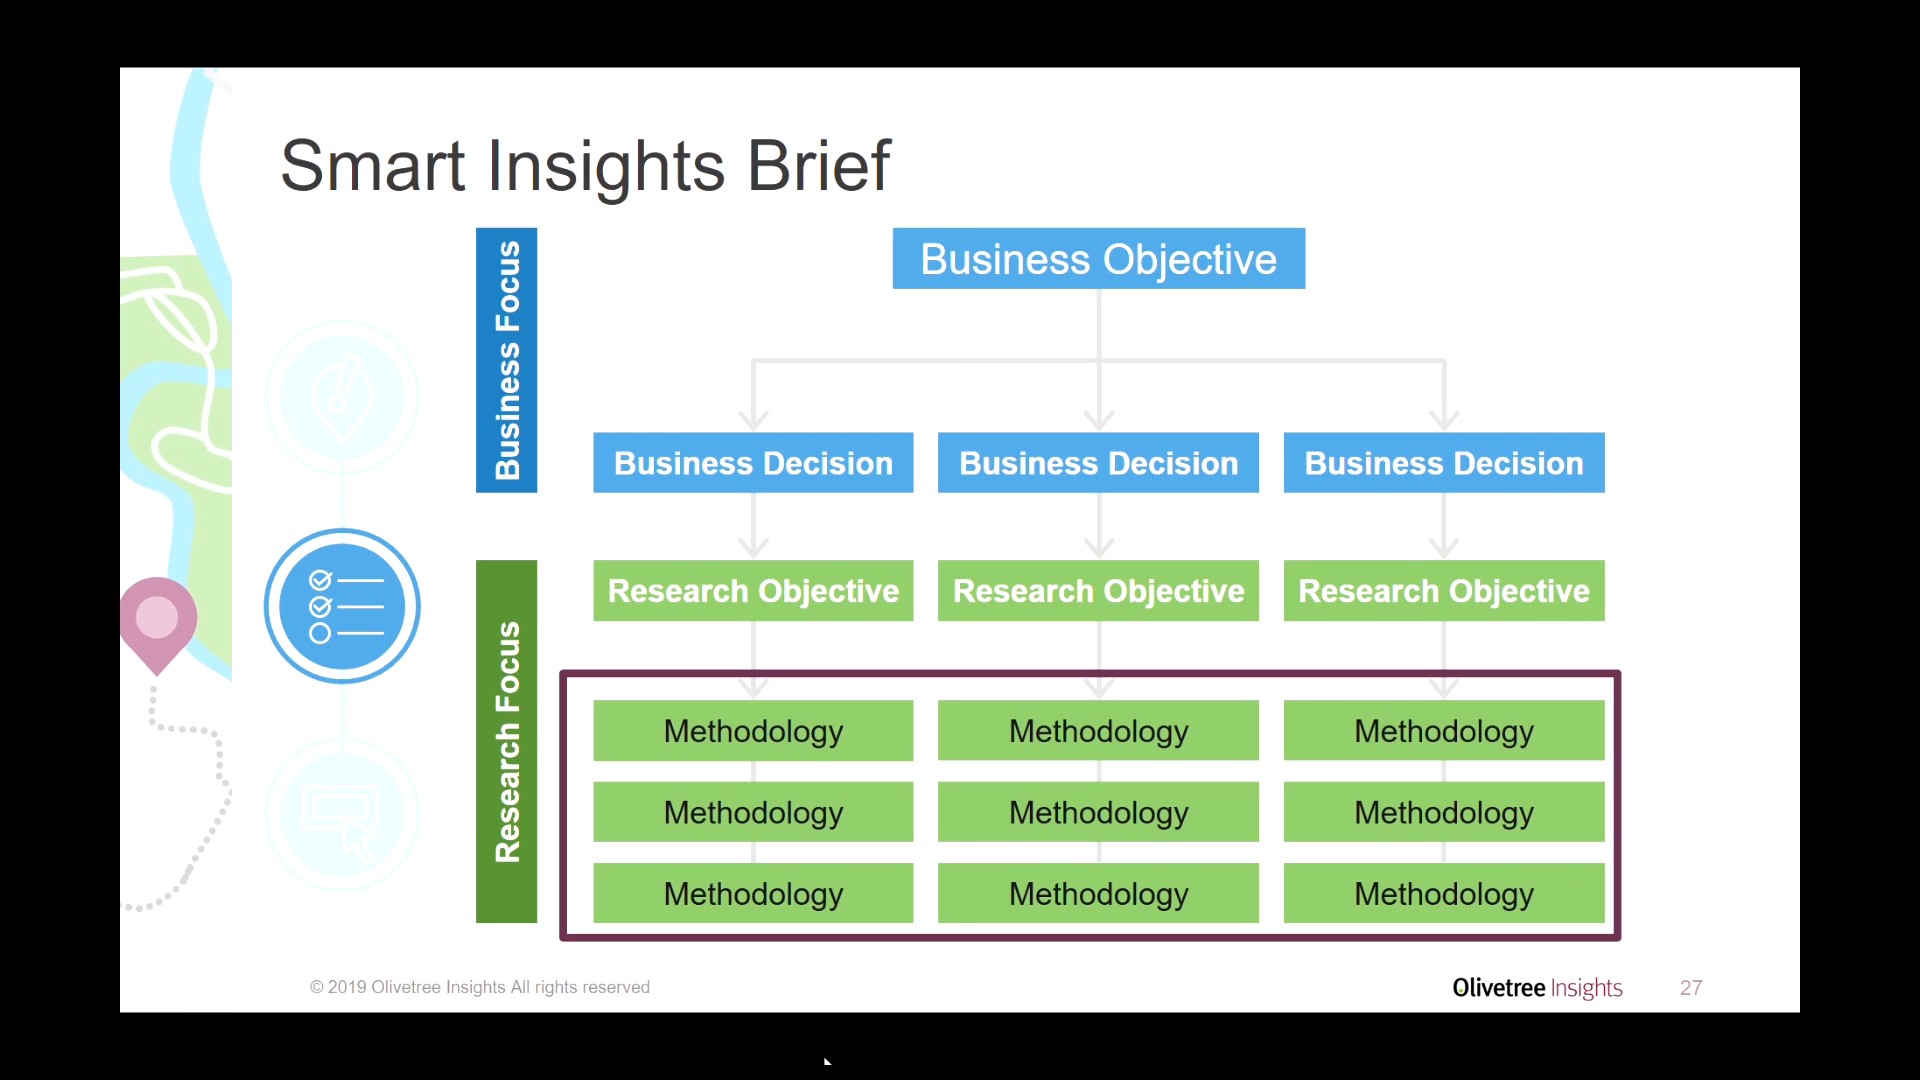 Smart Insights Brief
Business Focus
Business Objective
Business Decision
Business Decision
Business Decision
Research Focus
Research Objective
Research Objective
Research Objective
Methodology
Methodology
Methodology
Methodology
Methodology
Methodology
Methodology
Methodology
Methodology
© 2019 Olivetree Insights All rights reserved
Olivetree Insights
27